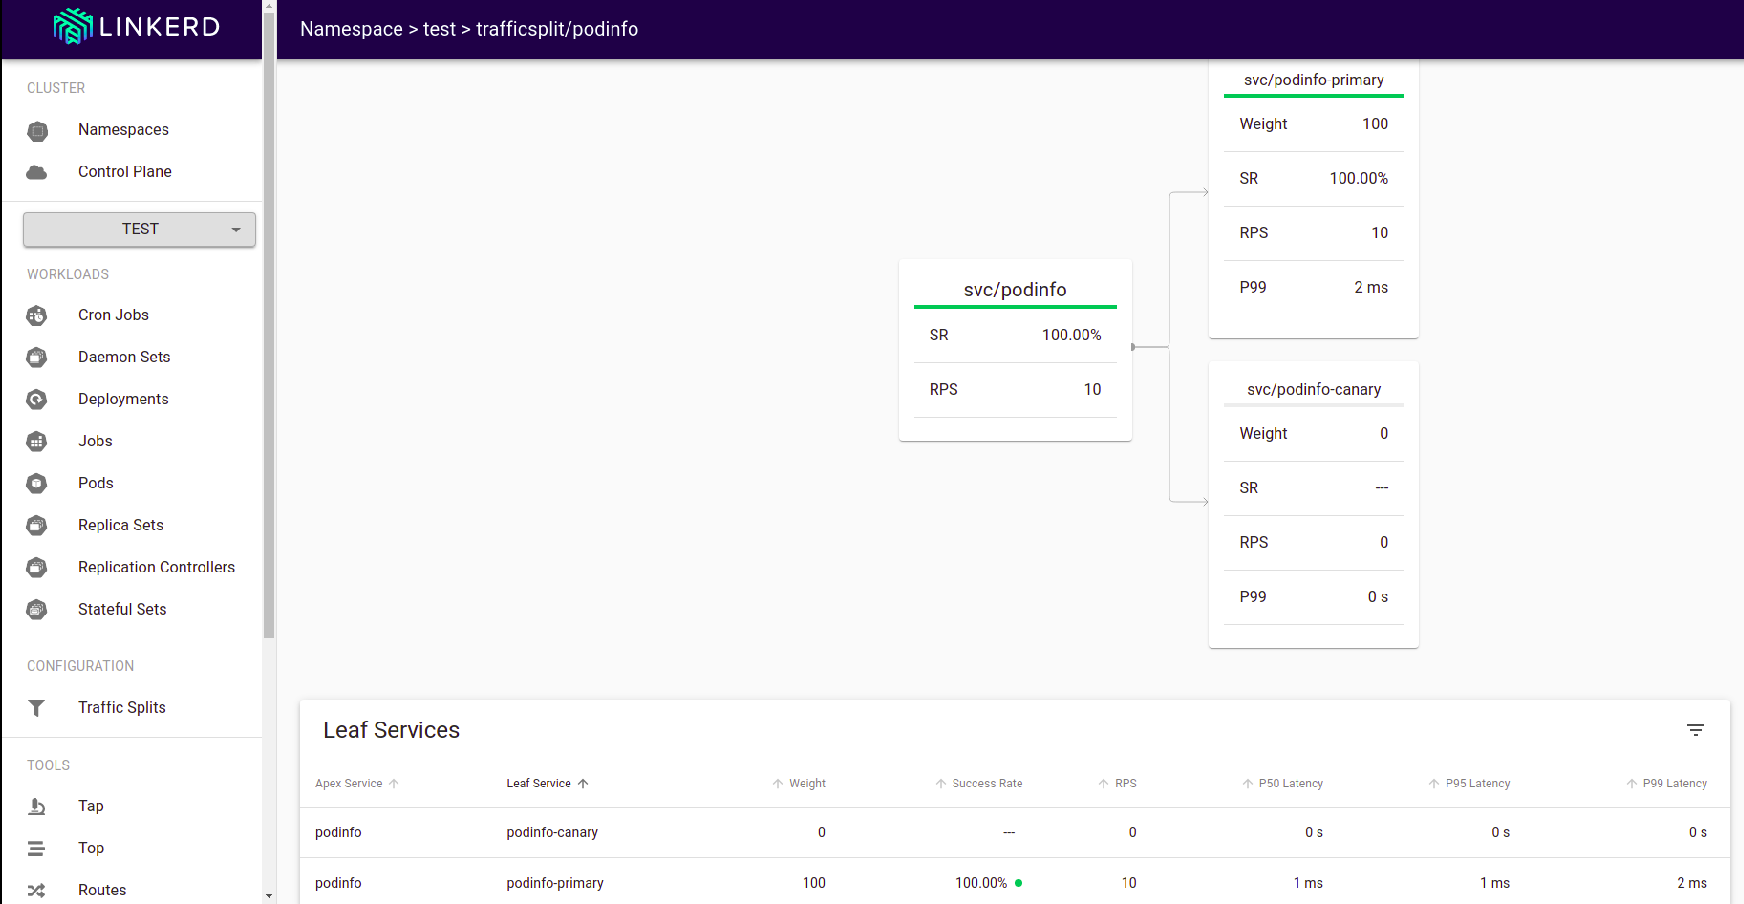 LINKERD
Namespace > test > trafficsplit/podinfo
CLUSTER
Namespaces
Control Plane
TEST
WORKLOADS
Cron Jobs
Daemon Sets
Deployments
Jobs
Pods
Replica Sets
Replication Controllers
Stateful Sets
CONFIGURATION
Traffic Splits
TOOLS
Tap
Top
Routes
svc/podinfo
SR 100.00%
RPS 10
svc/podinfo-primary
Weight 100
SR 100.00%
RPS 10
P99 2 ms
svc/podinfo-canary
Weight 0
SR ---
RPS 0
P99 0 s
Leaf Services
Apex Service Leaf Service Weight Success Rate RPS P50 Latency P95 Latency P99 Latency
podinfo podinfo-canary 0 --- 0 0 s 0 s 0 s
podinfo podinfo-primary 100 100.00% 10 1 ms 1 ms 2 ms